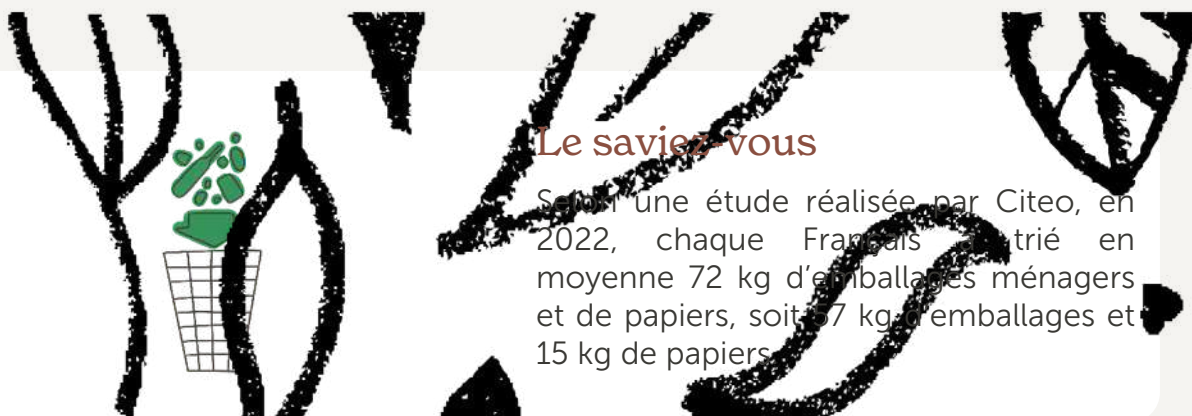 Le saviez-vous
Selon une étude réalisée par Citeo, en
2022, chaque Français a trié en
moyenne 72 kg d'emballages ménagers
et de papiers, soit 57 kg d'emballages et
15 kg de papiers.